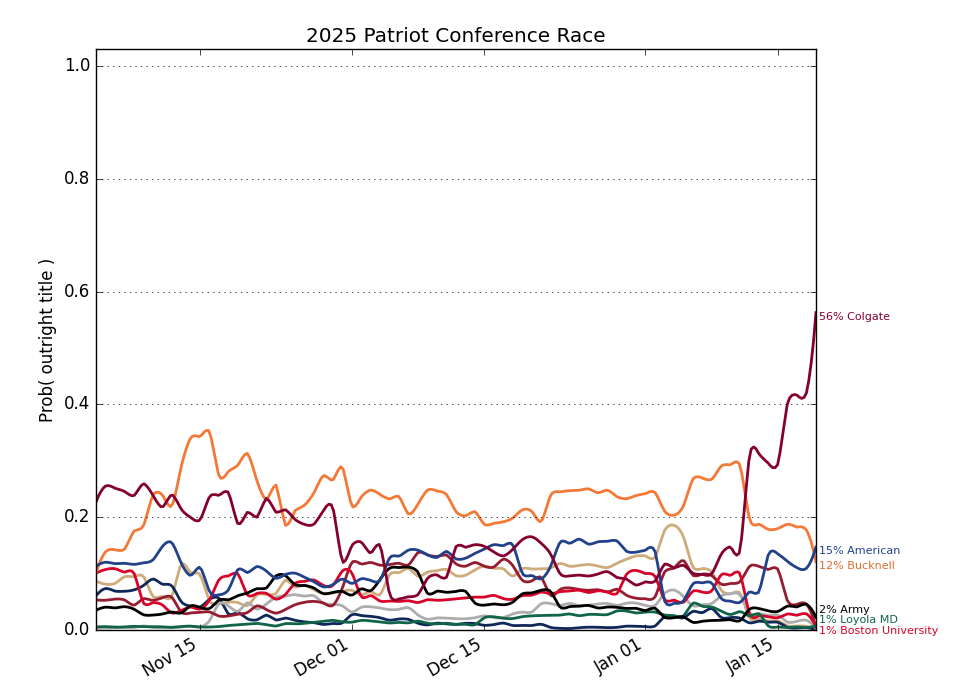 2025 Patriot Conference Race
Prob( outright title )
1.0
0.8
0.6
0.4
0.2
0.0
Nov 15
Dec 01
Dec 15
Jan 01
Jan 15
56% Colgate
15% American
12% Bucknell
2% Army
1% Loyola MD
1% Boston University